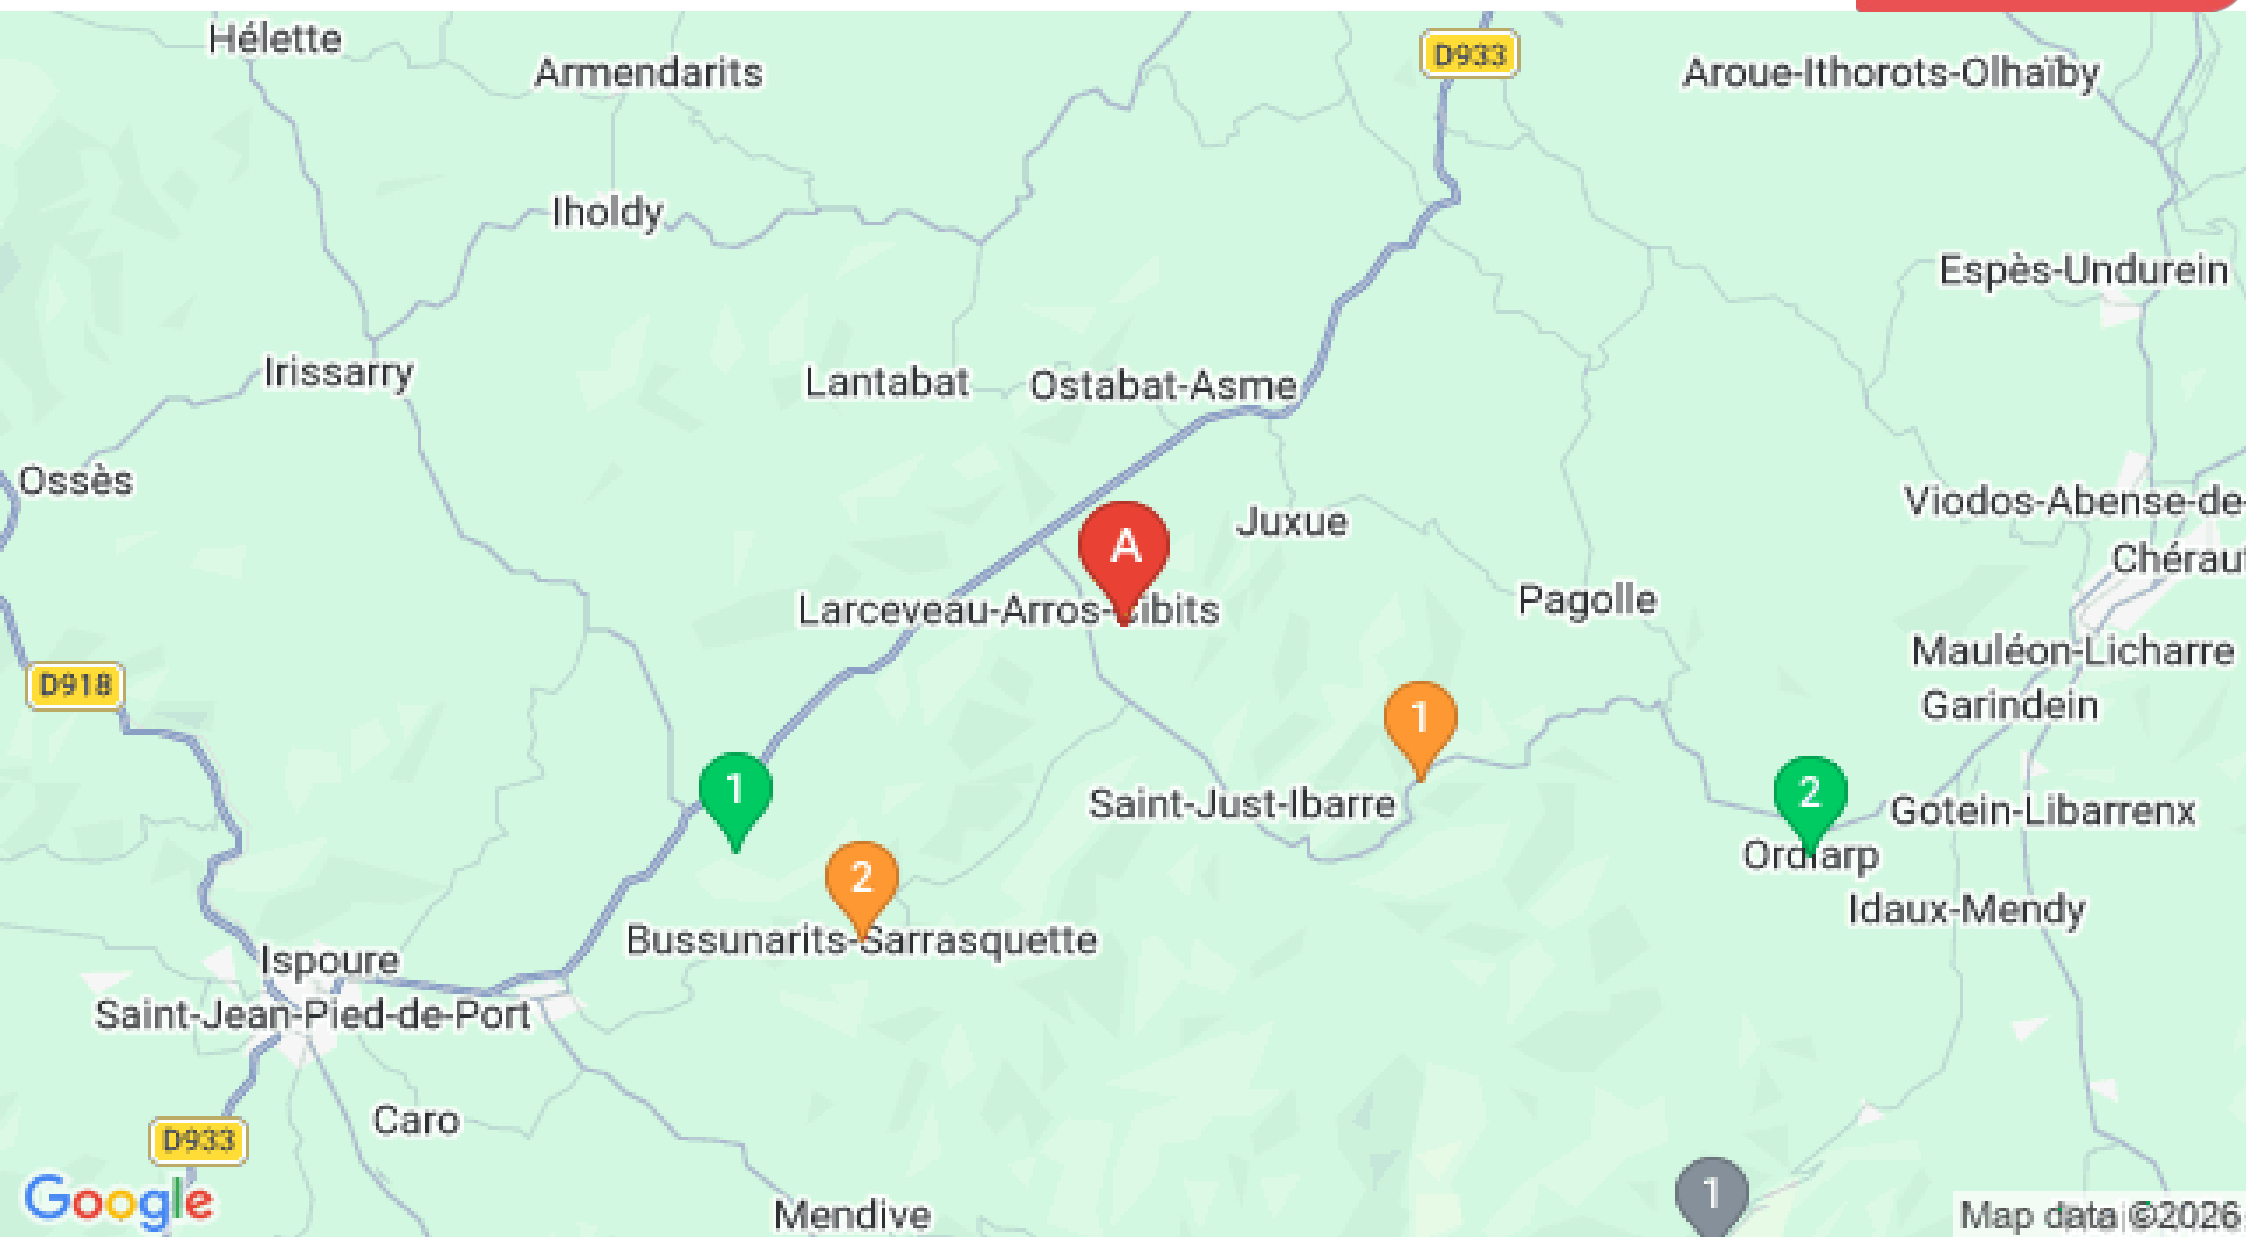 Hélette
Armendarits
D933
Aroue-Ithorots-Olhaïby
Iholdy
Espès-Undurein
Irissarry
Lantabat
Ostabat-Asme
Ossès
Juxue
Viodos-Abense-de-
A
Chéraut
Larceveau-Arros-Cibits
Pagolle
Mauléon-Licharre
D918
Garindein
1
1
Saint-Just-Ibarre
2
Gotein-Libarrenx
Ordiarp
2
Idaux-Mendy
Bussunarits-Sarrasquette
Ispoure
Saint-Jean-Pied-de-Port
Caro
D933
1
Google
Mendive
Map data ©2026